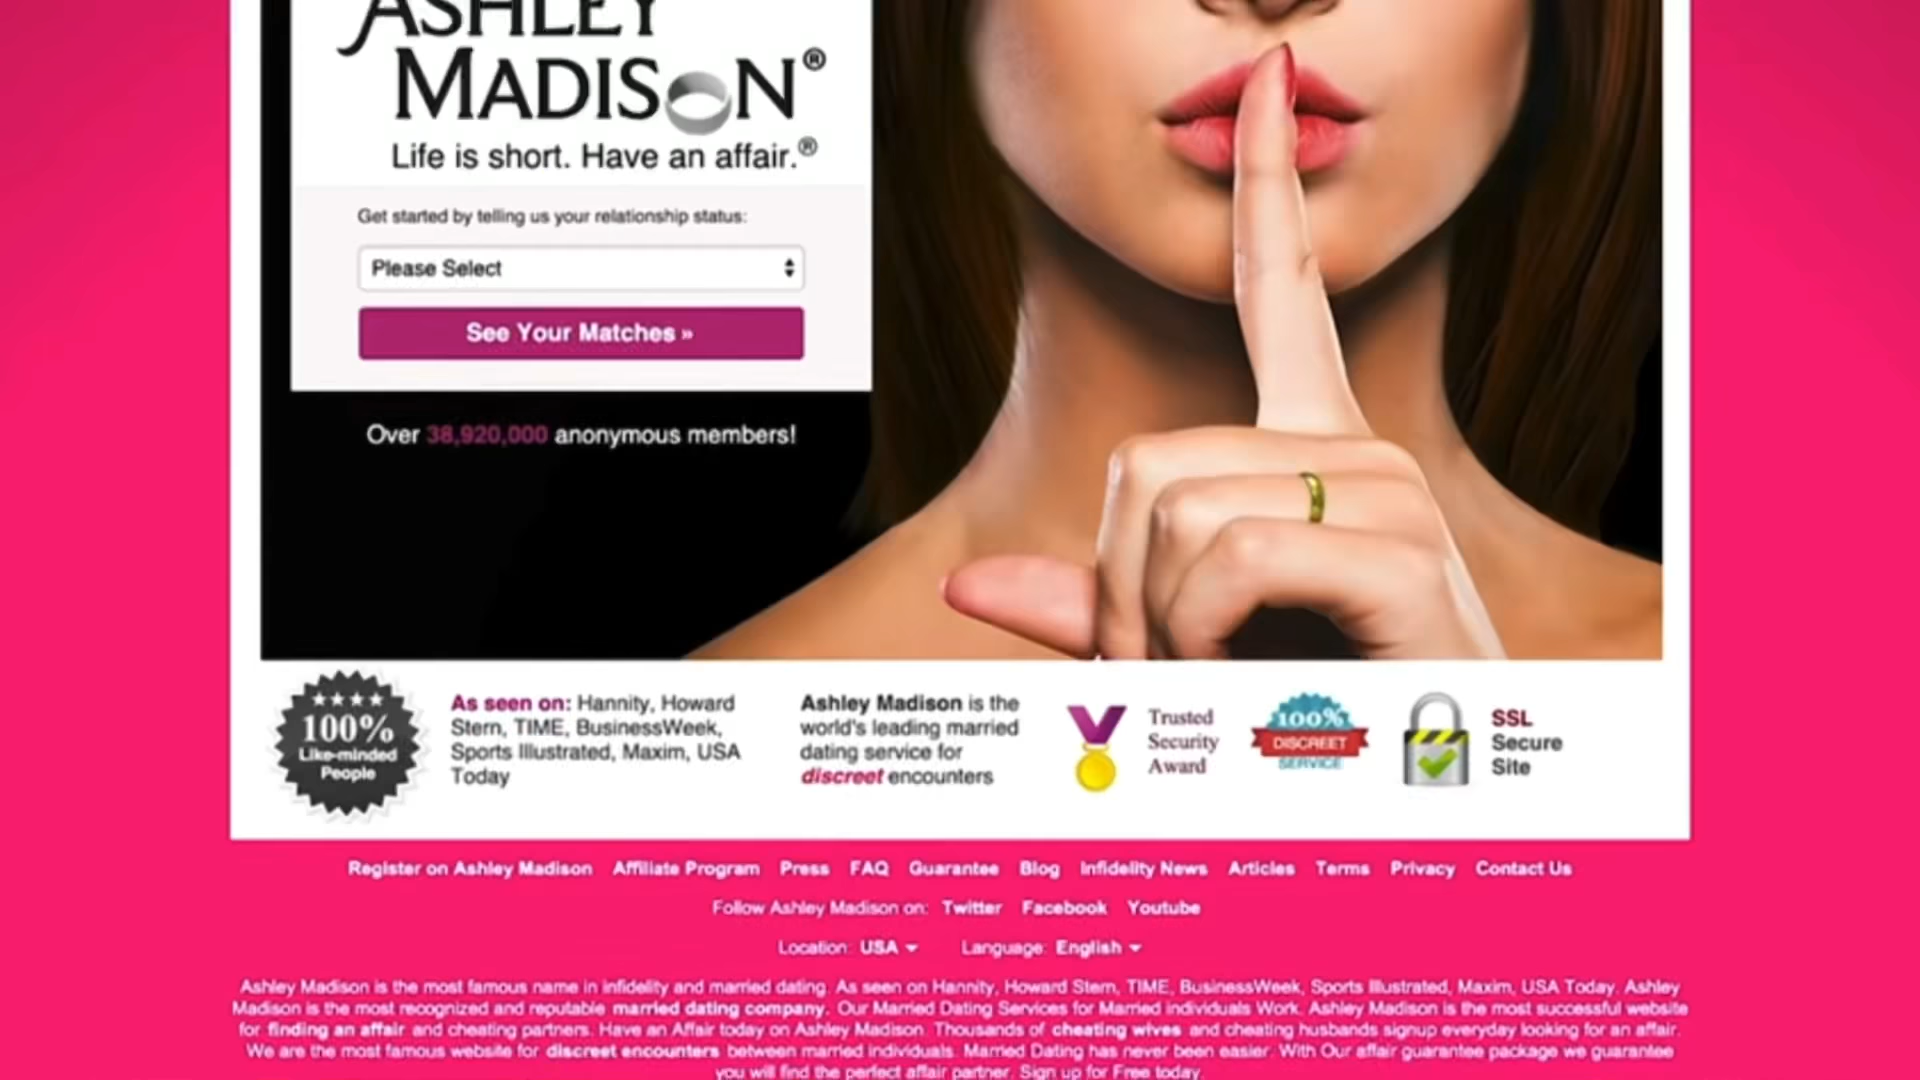 ASHLEY
MADISON®
Life is short. Have an affair.®
Get started by telling us your relationship status:
Please Select
See Your Matches »
Over 38,920,000 anonymous members!
100%
Like-minded
People
As seen on: Hannity, Howard
Stern, TIME, BusinessWeek,
Sports Illustrated, Maxim, USA
Today
Ashley Madison is the
world's leading married
dating service for
discreet encounters
Trusted
Security
Award
100%
DISCREET
SERVICE
SSL
Secure
Site
Register on Ashley Madison Affiliate Program Press FAQ Guarantee Blog Infidelity News Articles Terms Privacy Contact Us
Follow Ashley Madison on: Twitter Facebook Youtube
Location: USA Language: English
Ashley Madison is the most famous name in infidelity and married dating. As seen on Hannity, Howard Stern, TIME, BusinessWeek, Sports Illustrated, Maxim, USA Today. Ashley
Madison is the most recognized and reputable married dating company. Our Married Dating Services for Married individuals Work. Ashley Madison is the most successful website
for finding an affair and cheating partners. Have an Affair today on Ashley Madison. Thousands of cheating wives and cheating husbands signup everyday looking for an affair.
We are the most famous website for discreet encounters between married individuals. Married Dating has never been easier. With Our affair guarantee package we guarantee
you will find the perfect affair partner. Sign up for Free today.